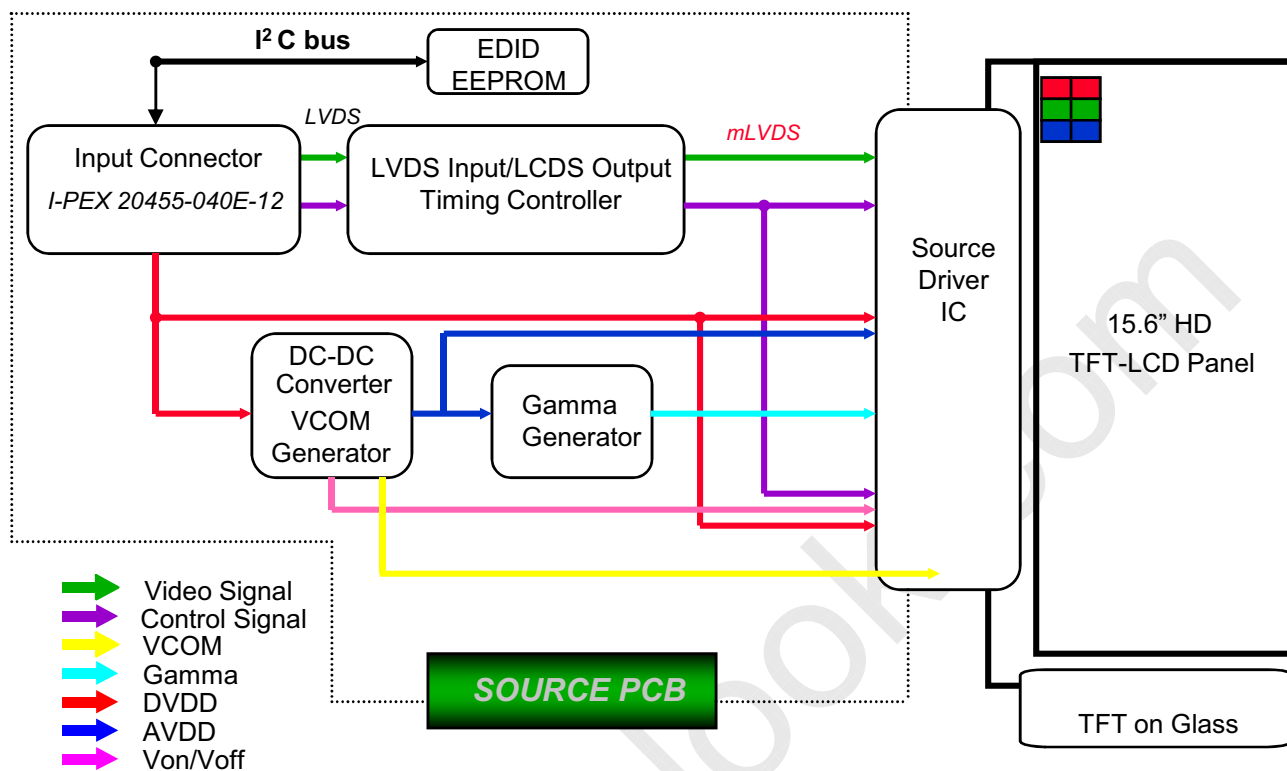 I² C bus
EDID
EEPROM
LVDS
mLVDS
Input Connector
I-PEX 20455-040E-12
LVDS Input/LCDS Output
Timing Controller
Source
Driver
IC
15.6” HD
TFT-LCD Panel
DC-DC
Converter
VCOM
Generator
Gamma
Generator
Video Signal
Control Signal
VCOM
Gamma
DVDD
AVDD
Von/Voff
SOURCE PCB
TFT on Glass